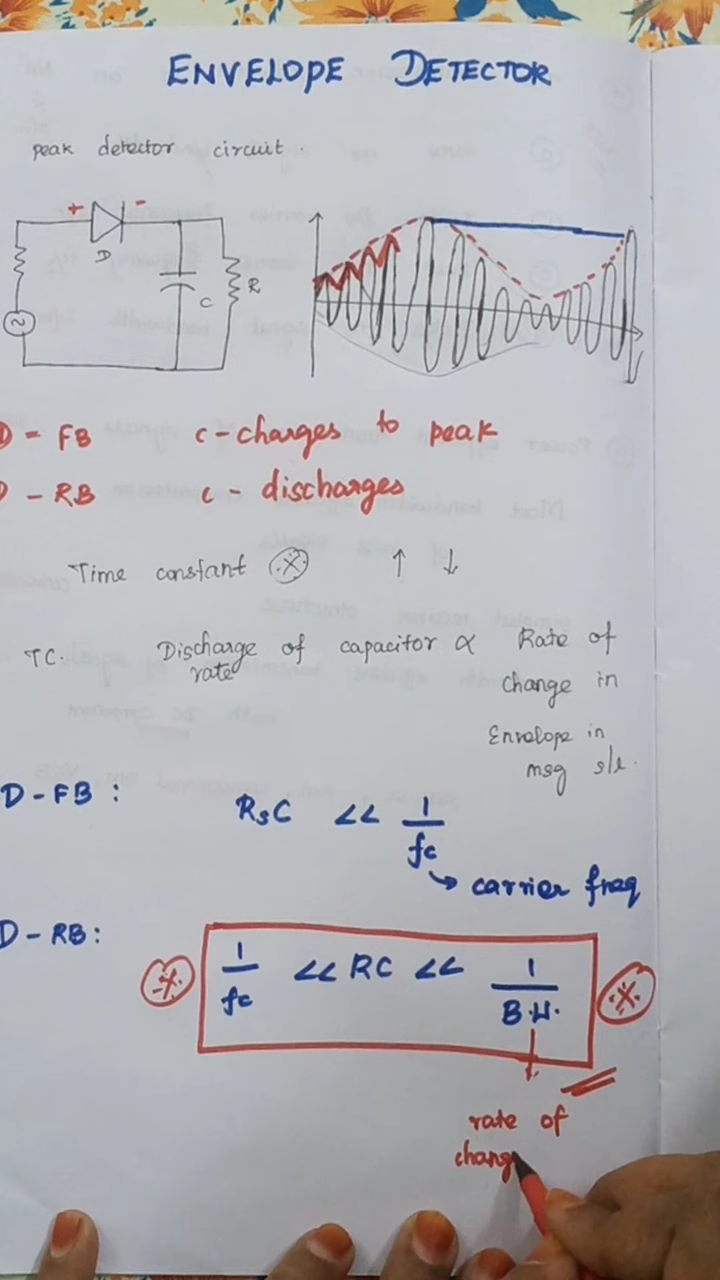 ENVELOPE DETECTOR
peak detector circuit.
+ -
D
C
R
D - FB c - charges to peak
D - RB c - discharges
Time constant ↑ ↓
TC. Discharge of capacitor ∝ Rate of
rate change in
Envelope in
msg s/l.
D-FB : RsC << 1/fc
carrier freq
D-RB : 1/fc << RC << 1/B.W.
rate of
chang